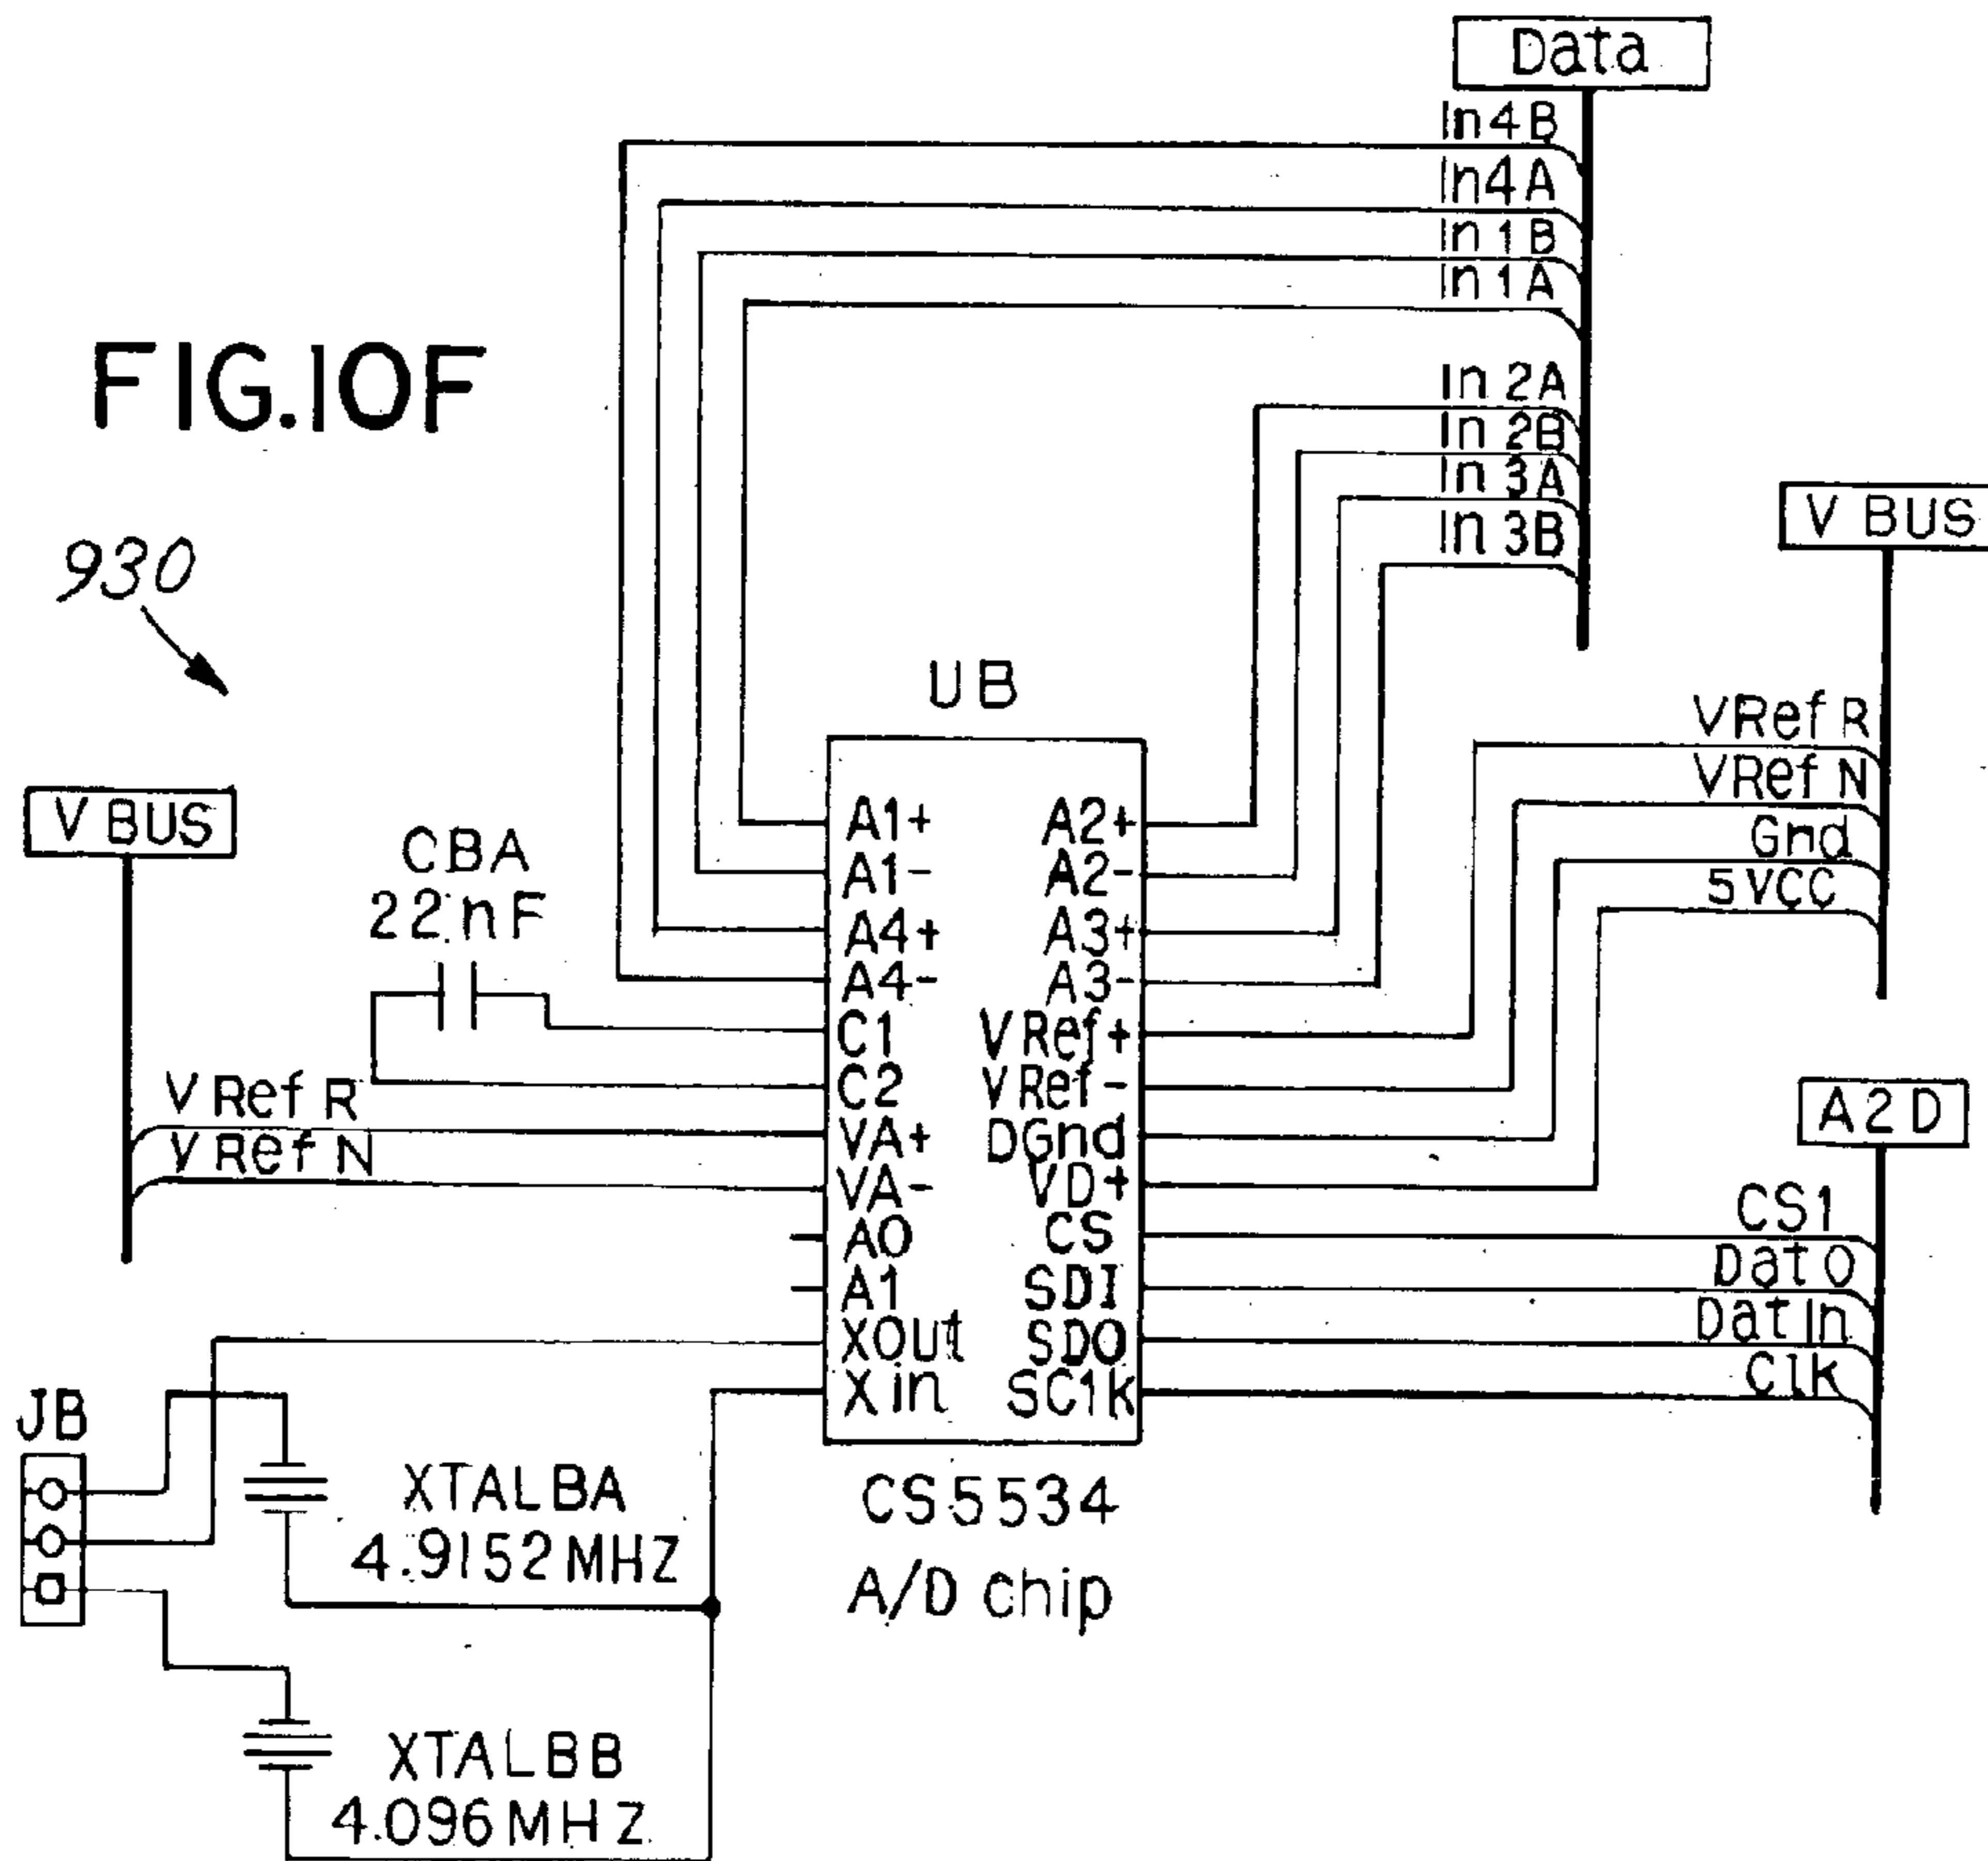 Data
In4B
In4A
In1B
In1A
FIG.10F
In 2A
In 2B
In 3A
In 3B
V BUS
930
UB
VRef R
VRef N
Gnd
5VCC
V BUS
CBA
22nF
A1+ A2+
A1- A2-
A4+ A3+
A4- A3-
C1 VRef+
C2 VRef-
VA+ DGnd
VA- VD+
A0 CS
A1 SDI
XOut SDO
Xin SC1k
V Ref R
V Ref N
A2D
CS1
DatO
DatIn
Clk
JB
XTALBA
4.9152MHZ
CS5534
A/D chip
XTALBB
4.096MHZ